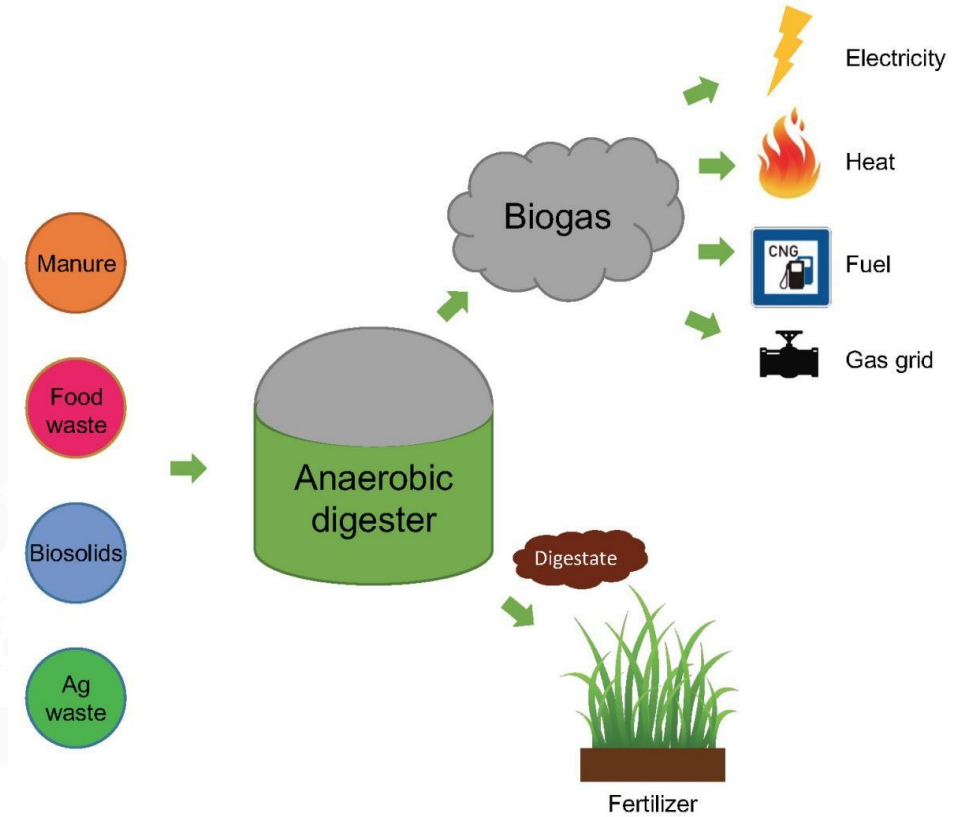 Electricity
Heat
Biogas
CNG
Fuel
Gas grid
Manure
Food
waste
Anaerobic
digester
Biosolids
Digestate
Ag
waste
Fertilizer